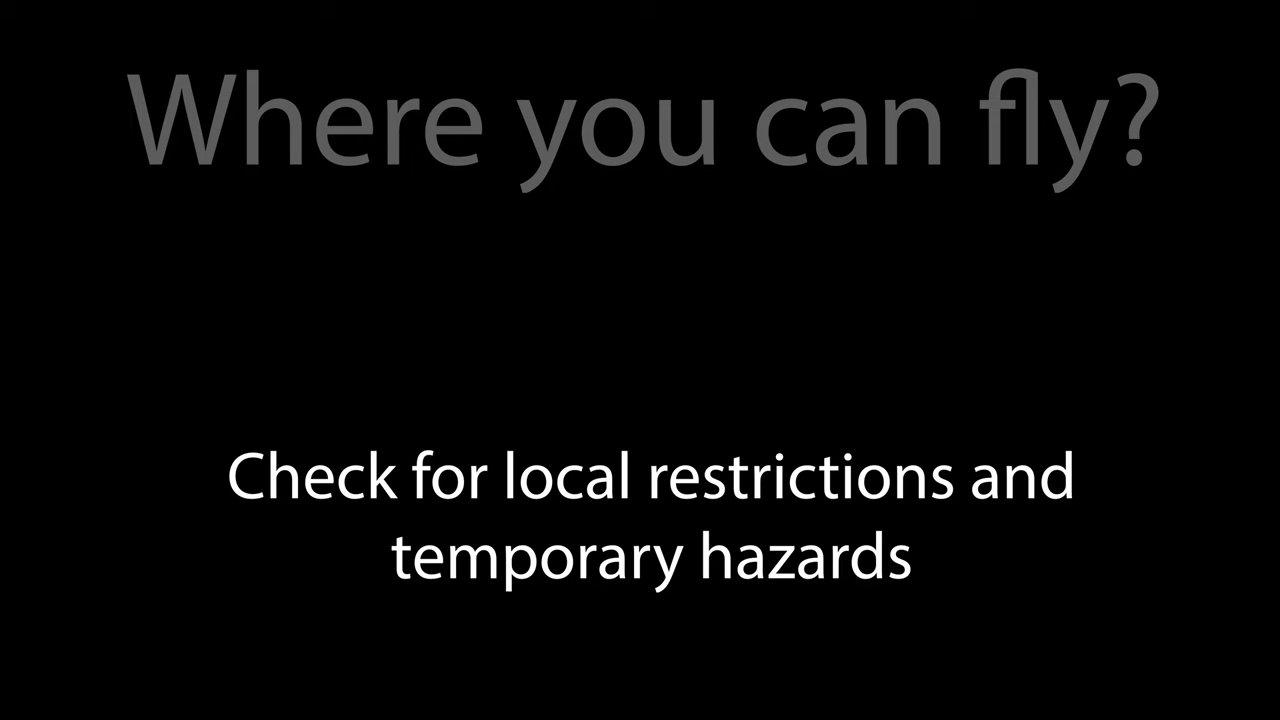 Where you can fly?
Check for local restrictions and
temporary hazards